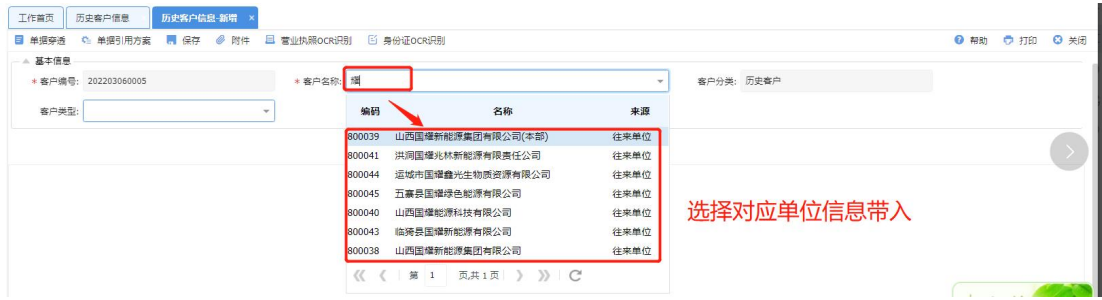 工作首页 历史客户信息 历史客户信息-新增 ×
单据穿透 单据引用方案 保存 附件 营业执照OCR识别 身份证OCR识别 帮助 打印 关闭
基本信息
* 客户编号: 202203060005 * 客户名称: 耀 客户分类: 历史客户
客户类型:
编码 名称 来源
800039 山西国耀新能源集团有限公司(本部) 往来单位
800041 洪洞国耀兆林新能源有限责任公司 往来单位
800044 运城市国耀鑫光生物质资源有限公司 往来单位
800045 五寨县国耀绿色能源有限公司 往来单位
800040 山西国耀能源科技有限公司 往来单位
800043 临猗县国耀新能源有限公司 往来单位
800038 山西国耀新能源集团有限公司 往来单位
选择对应单位信息带入
第 1 页,共 1 页